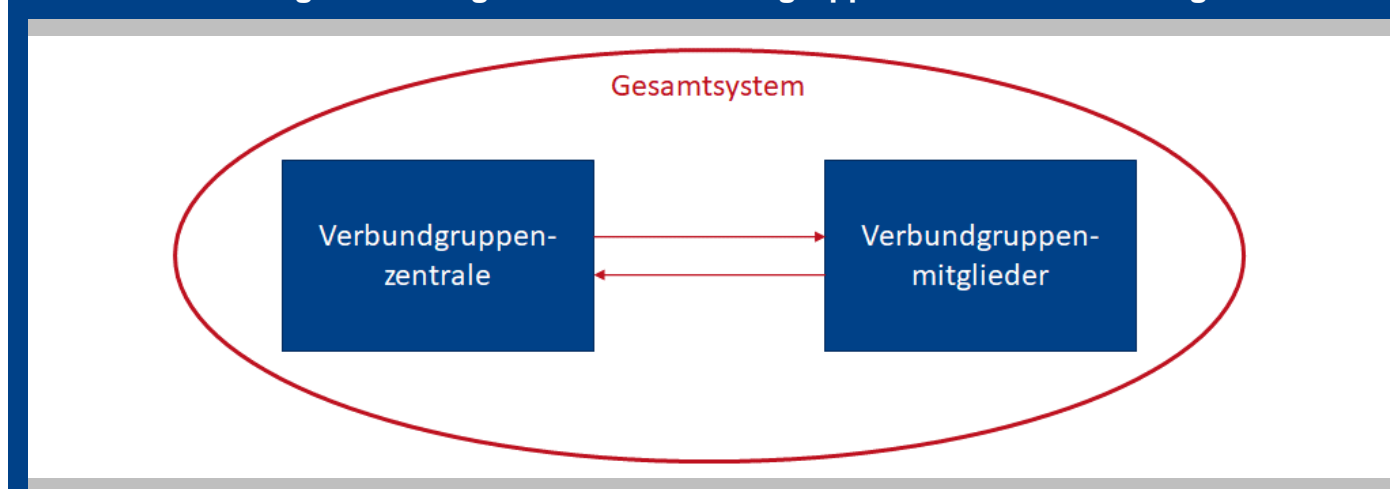 Gesamtsystem
Verbundgruppen-
zentrale
Verbundgruppen-
mitglieder